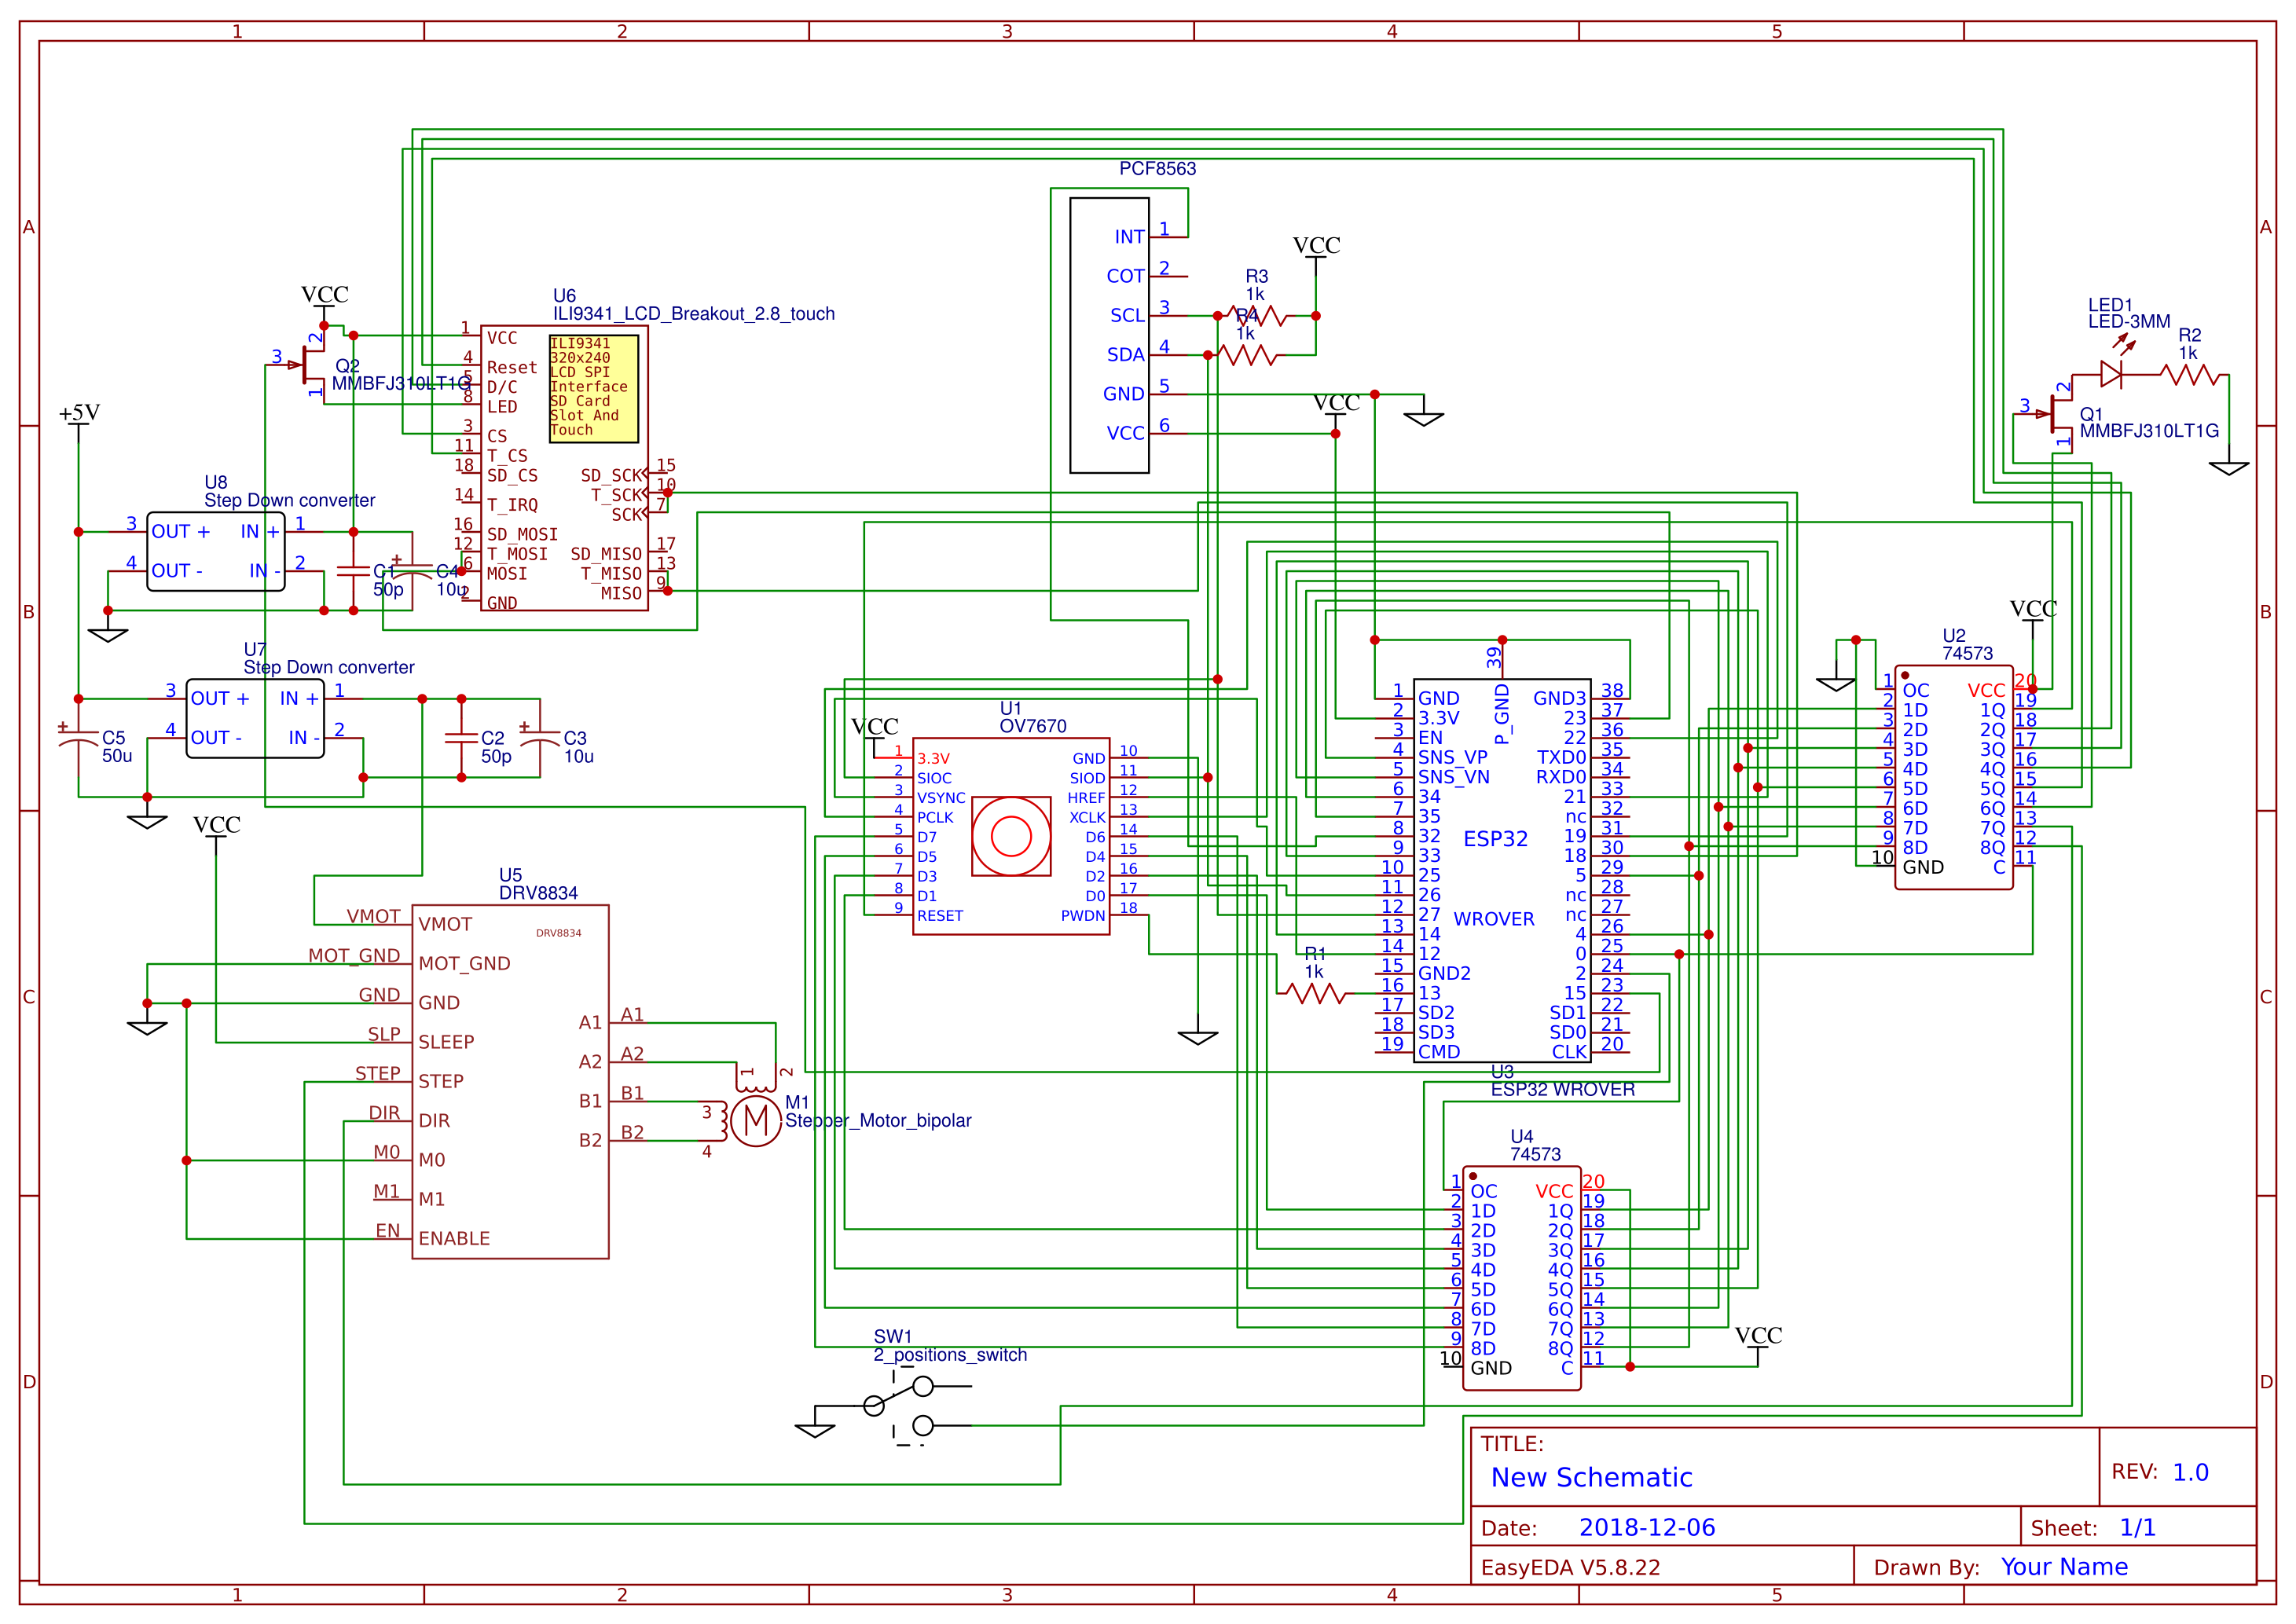 1 2 3 4 5
A
B
C
D
A
B
C
D
1 2 3 4 5
PCF8563
INT 1
COT 2
SCL 3
SDA 4
GND 5
VCC 6
R3
1k
R4
1k
VCC
VCC
VCC
2
3
1
Q2
MMBFJ310LT1G
U6
ILI9341_LCD_Breakout_2.8_touch
ILI9341
320x240
LCD SPI
Interface
SD Card
Slot And
Touch
1 VCC
4 Reset
5 D/C
8 LED
3 CS
11 T_CS
18 SD_CS
14 T_IRQ
16 SD_MOSI
12 T_MOSI
6 MOSI
2 GND
SD_SCK 15
T_SCK 10
SCK 7
SD_MISO 17
T_MISO 13
MISO 9
LED1
LED-3MM
R2
1k
2
3
1
Q1
MMBFJ310LT1G
+5V
U8
Step Down converter
3 OUT + IN + 1
4 OUT - IN - 2
C1
50p
C4
10u
U7
Step Down converter
3 OUT + IN + 1
4 OUT - IN - 2
C5
50u
C2
50p
C3
10u
VCC
U5
DRV8834
DRV8834
VMOT VMOT
MOT_GND MOT_GND
GND GND
SLP SLEEP
STEP STEP
DIR DIR
M0 M0
M1 M1
EN ENABLE
A1 A1
A2 A2
B1 B1
B2 B2
1 2
3
4
M
M1
Stepper_Motor_bipolar
VCC
U1
OV7670
1 3.3V GND 10
2 SIOC SIOD 11
3 VSYNC HREF 12
4 PCLK XCLK 13
5 D7 D6 14
6 D5 D4 15
7 D3 D2 16
8 D1 D0 17
9 RESET PWDN 18
R1
1k
39
P_GND
1 GND GND3 38
2 3.3V 23 37
3 EN 22 36
4 SNS_VP TXD0 35
5 SNS_VN RXD0 34
6 34 21 33
7 35 nc 32
8 32 19 31
9 33 18 30
10 25 5 29
11 26 nc 28
12 27 nc 27
13 14 4 26
14 12 0 25
15 GND2 2 24
16 13 15 23
17 SD2 SD1 22
18 SD3 SD0 21
19 CMD CLK 20
ESP32
WROVER
U3
ESP32 WROVER
VCC
U2
74573
1 OC VCC 20
2 1D 1Q 19
3 2D 2Q 18
4 3D 3Q 17
5 4D 4Q 16
6 5D 5Q 15
7 6D 6Q 14
8 7D 7Q 13
9 8D 8Q 12
10 GND C 11
U4
74573
1 OC VCC 20
2 1D 1Q 19
3 2D 2Q 18
4 3D 3Q 17
5 4D 4Q 16
6 5D 5Q 15
7 6D 6Q 14
8 7D 7Q 13
9 8D 8Q 12
10 GND C 11
VCC
SW1
2_positions_switch
TITLE:
New Schematic
REV: 1.0
Date: 2018-12-06
Sheet: 1/1
EasyEDA V5.8.22
Drawn By: Your Name